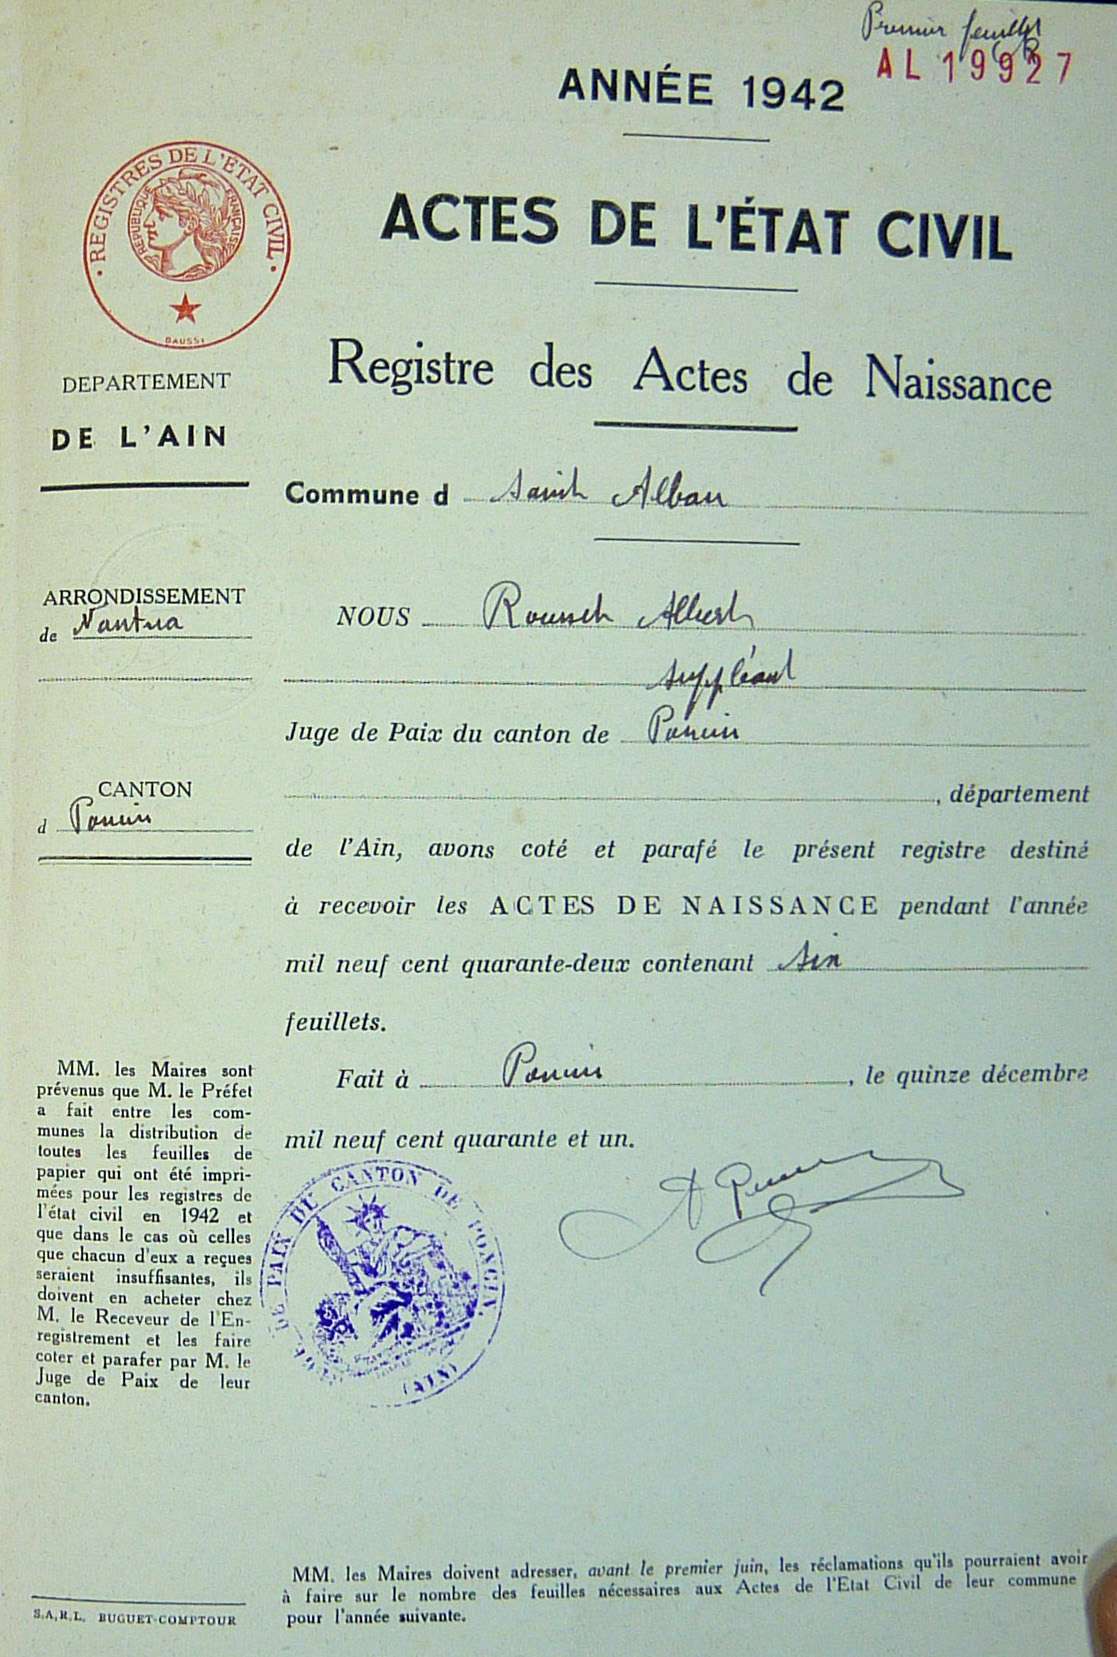 Premier feuillet
AL 19927
ANNÉE 1942
ACTES DE L'ÉTAT CIVIL
· REGISTRES DE L'ÉTAT CIVIL ·
RÉPUBLIQUE FRANÇAISE
DAUSSI
DEPARTEMENT
DE L'AIN
Registre des Actes de Naissance
Commune d Saint Alban
ARRONDISSEMENT
de Nantua
NOUS Albert
suppléant
Juge de Paix du canton de Poncin
CANTON
d Poncin
, département
de l'Ain, avons coté et parafé le présent registre destiné
à recevoir les ACTES DE NAISSANCE pendant l'année
mil neuf cent quarante-deux contenant six
feuillets.
Fait à Poncin, le quinze décembre
mil neuf cent quarante et un.
MM. les Maires sont
prévenus que M. le Préfet
a fait entre les com-
munes la distribution de
toutes les feuilles de
papier qui ont été impri-
mées pour les registres de
l'état civil en 1942 et
que dans le cas où celles
que chacun d'eux a reçues
seraient insuffisantes, ils
doivent en acheter chez
M. le Receveur de l'En-
registrement et les faire
coter et parafer par M. le
Juge de Paix de leur
canton.
DE PAIX DU CANTON DE PONCIN
(AIN)
MM. les Maires doivent adresser, avant le premier juin, les réclamations qu'ils pourraient avoir
à faire sur le nombre des feuilles nécessaires aux Actes de l'Etat Civil de leur commune
pour l'année suivante.
S.A.R.L. BUGUET-COMPTOUR